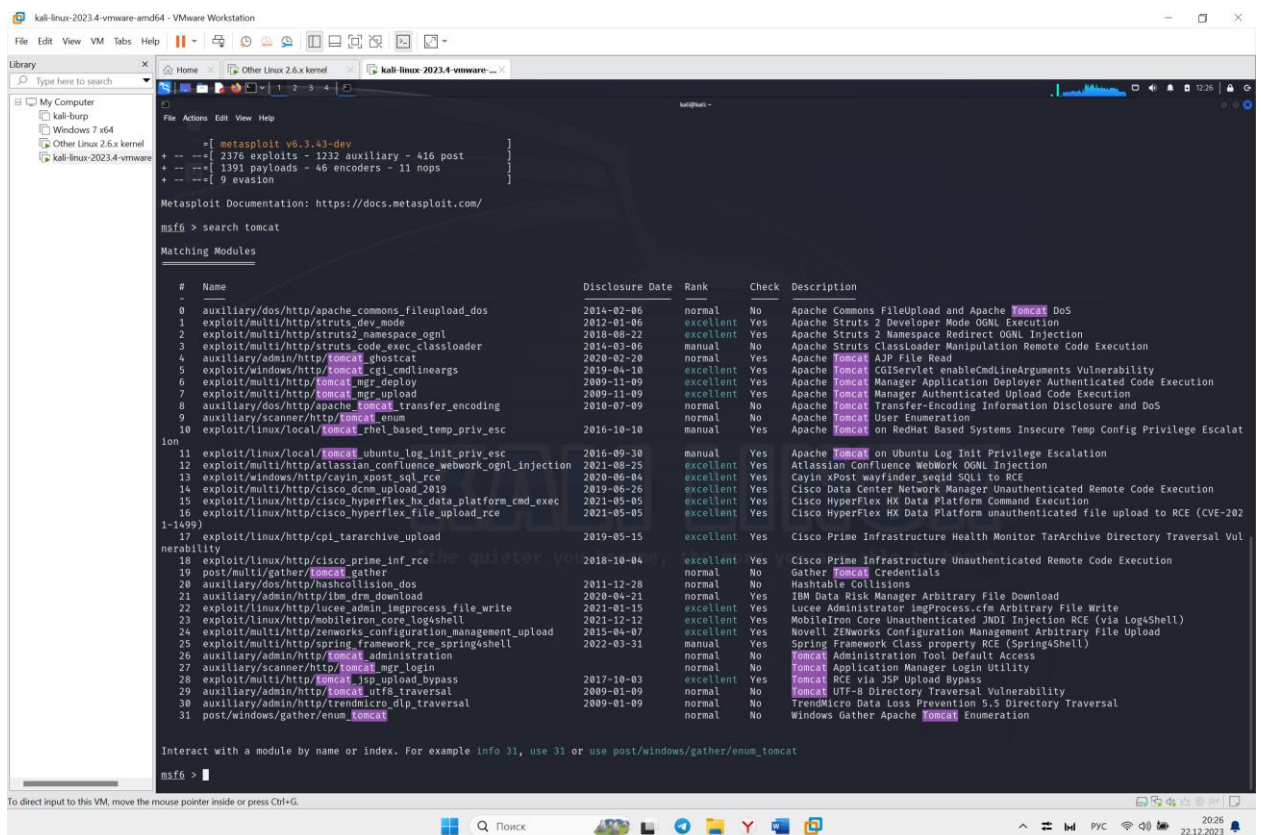 kali-linux-2023.4-vmware-amd64 - VMware Workstation
File Edit View VM Tabs Help
Library
Home
Other Linux 2.6.x kernel
kali-linux-2023.4-vmware-...
Type here to search
1 2 3 4
12:26
My Computer
kali-burp
Windows 7 x64
Other Linux 2.6.x kernel
kali-linux-2023.4-vmware
kali@kali: ~
File Actions Edit View Help
=[ metasploit v6.3.43-dev ]
+ -- --=[ 2376 exploits - 1232 auxiliary - 416 post ]
+ -- --=[ 1391 payloads - 46 encoders - 11 nops ]
+ -- --=[ 9 evasion ]
Metasploit Documentation: https://docs.metasploit.com/
msf6 > search tomcat
Matching Modules
# Name Disclosure Date Rank Check Description
0 auxiliary/dos/http/apache_commons_fileupload_dos 2014-02-06 normal No Apache Commons FileUpload and Apache Tomcat DoS
1 exploit/multi/http/struts_dev_mode 2012-01-06 excellent Yes Apache Struts 2 Developer Mode OGNL Execution
2 exploit/multi/http/struts2_namespace_ognl 2018-08-22 excellent Yes Apache Struts 2 Namespace Redirect OGNL Injection
3 exploit/multi/http/struts_code_exec_classloader 2014-03-06 manual No Apache Struts ClassLoader Manipulation Remote Code Execution
4 auxiliary/admin/http/tomcat_ghostcat 2020-02-20 normal Yes Apache Tomcat AJP File Read
5 exploit/windows/http/tomcat_cgi_cmdlineargs 2019-04-10 excellent Yes Apache Tomcat CGIServlet enableCmdLineArguments Vulnerability
6 exploit/multi/http/tomcat_mgr_deploy 2009-11-09 excellent Yes Apache Tomcat Manager Application Deployer Authenticated Code Execution
7 exploit/multi/http/tomcat_mgr_upload 2009-11-09 excellent Yes Apache Tomcat Manager Authenticated Upload Code Execution
8 auxiliary/dos/http/apache_tomcat_transfer_encoding 2010-07-09 normal No Apache Tomcat Transfer-Encoding Information Disclosure and DoS
9 auxiliary/scanner/http/tomcat_enum normal No Apache Tomcat User Enumeration
10 exploit/linux/local/tomcat_rhel_based_temp_priv_esc 2016-10-10 manual Yes Apache Tomcat on RedHat Based Systems Insecure Temp Config Privilege Escalat
ion
11 exploit/linux/local/tomcat_ubuntu_log_init_priv_esc 2016-09-30 manual Yes Apache Tomcat on Ubuntu Log Init Privilege Escalation
12 exploit/multi/http/atlassian_confluence_webwork_ognl_injection 2021-08-25 excellent Yes Atlassian Confluence WebWork OGNL Injection
13 exploit/windows/http/cayin_xpost_sql_rce 2020-06-04 excellent Yes Cayin xPost wayfinder_seqid SQLi to RCE
14 exploit/multi/http/cisco_dcnm_upload_2019 2019-06-26 excellent Yes Cisco Data Center Network Manager Unauthenticated Remote Code Execution
15 exploit/linux/http/cisco_hyperflex_hx_data_platform_cmd_exec 2021-05-05 excellent Yes Cisco HyperFlex HX Data Platform Command Execution
16 exploit/linux/http/cisco_hyperflex_file_upload_rce 2021-05-05 excellent Yes Cisco HyperFlex HX Data Platform unauthenticated file upload to RCE (CVE-202
1-1499)
17 exploit/linux/http/cpi_tararchive_upload 2019-05-15 excellent Yes Cisco Prime Infrastructure Health Monitor TarArchive Directory Traversal Vul
nerability
18 exploit/linux/http/cisco_prime_inf_rce 2018-10-04 excellent Yes Cisco Prime Infrastructure Unauthenticated Remote Code Execution
19 post/multi/gather/tomcat_gather normal No Gather Tomcat Credentials
20 auxiliary/dos/http/hashcollision_dos 2011-12-28 normal No Hashtable Collisions
21 auxiliary/admin/http/ibm_drm_download 2020-04-21 normal Yes IBM Data Risk Manager Arbitrary File Download
22 exploit/linux/http/lucee_admin_imgprocess_file_write 2021-01-15 excellent Yes Lucee Administrator imgProcess.cfm Arbitrary File Write
23 exploit/linux/http/mobileiron_core_log4shell 2021-12-12 excellent Yes MobileIron Core Unauthenticated JNDI Injection RCE (via Log4Shell)
24 exploit/multi/http/zenworks_configuration_management_upload 2015-04-07 excellent Yes Novell ZENworks Configuration Management Arbitrary File Upload
25 exploit/multi/http/spring_framework_rce_spring4shell 2022-03-31 manual Yes Spring Framework Class property RCE (Spring4Shell)
26 auxiliary/admin/http/tomcat_administration normal No Tomcat Administration Tool Default Access
27 auxiliary/scanner/http/tomcat_mgr_login normal No Tomcat Application Manager Login Utility
28 exploit/multi/http/tomcat_jsp_upload_bypass 2017-10-03 excellent Yes Tomcat RCE via JSP Upload Bypass
29 auxiliary/admin/http/tomcat_utf8_traversal 2009-01-09 normal No Tomcat UTF-8 Directory Traversal Vulnerability
30 auxiliary/admin/http/trendmicro_dlp_traversal 2009-01-09 normal No TrendMicro Data Loss Prevention 5.5 Directory Traversal
31 post/windows/gather/enum_tomcat normal No Windows Gather Apache Tomcat Enumeration
Interact with a module by name or index. For example info 31, use 31 or use post/windows/gather/enum_tomcat
msf6 >
To direct input to this VM, move the mouse pointer inside or press Ctrl+G.
Поиск
РУС
20:26
22.12.2023